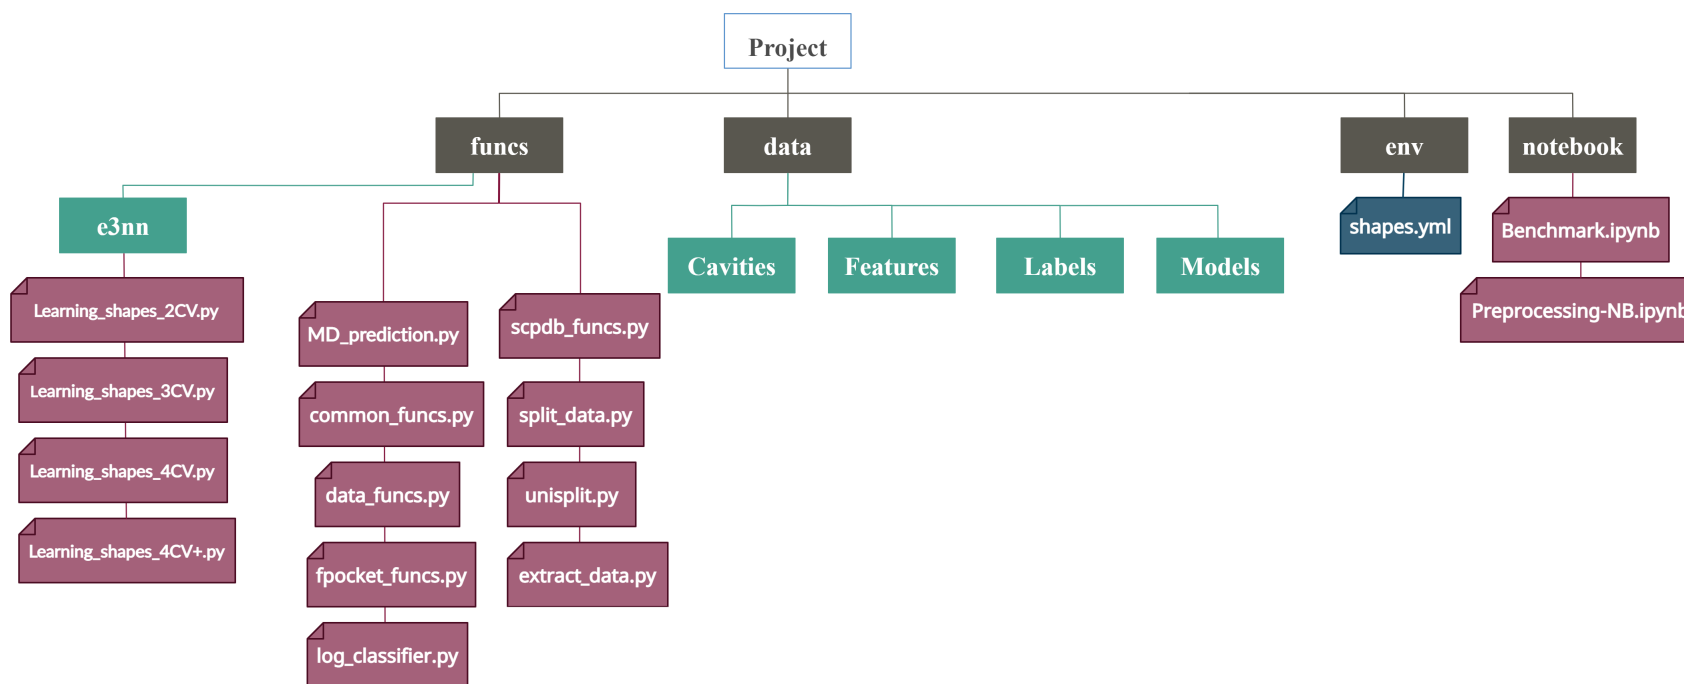 Project
funcs
data
env
notebook
e3nn
Learning_shapes_2CV.py
Learning_shapes_3CV.py
Learning_shapes_4CV.py
Learning_shapes_4CV+.py
MD_prediction.py
common_funcs.py
data_funcs.py
fpocket_funcs.py
log_classifier.py
scpdb_funcs.py
split_data.py
unisplit.py
extract_data.py
Cavities
Features
Labels
Models
shapes.yml
Benchmark.ipynb
Preprocessing-NB.ipynb